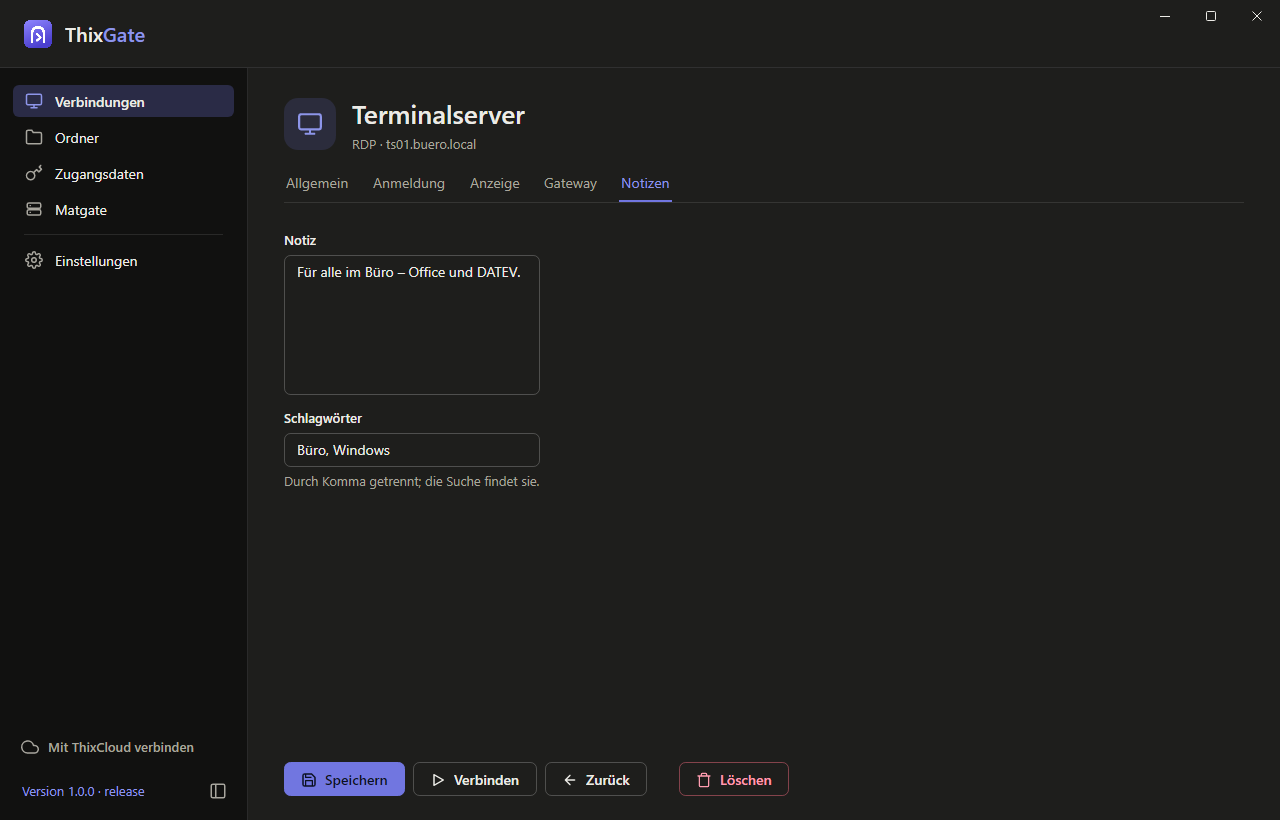 ThixGate
Verbindungen
Ordner
Zugangsdaten
Matgate
Einstellungen
Mit ThixCloud verbinden
Version 1.0.0 · release
Terminalserver
RDP · ts01.buero.local
Allgemein Anmeldung Anzeige Gateway Notizen
Notiz
Für alle im Büro – Office und DATEV.
Schlagwörter
Büro, Windows
Durch Komma getrennt; die Suche findet sie.
Speichern Verbinden Zurück Löschen